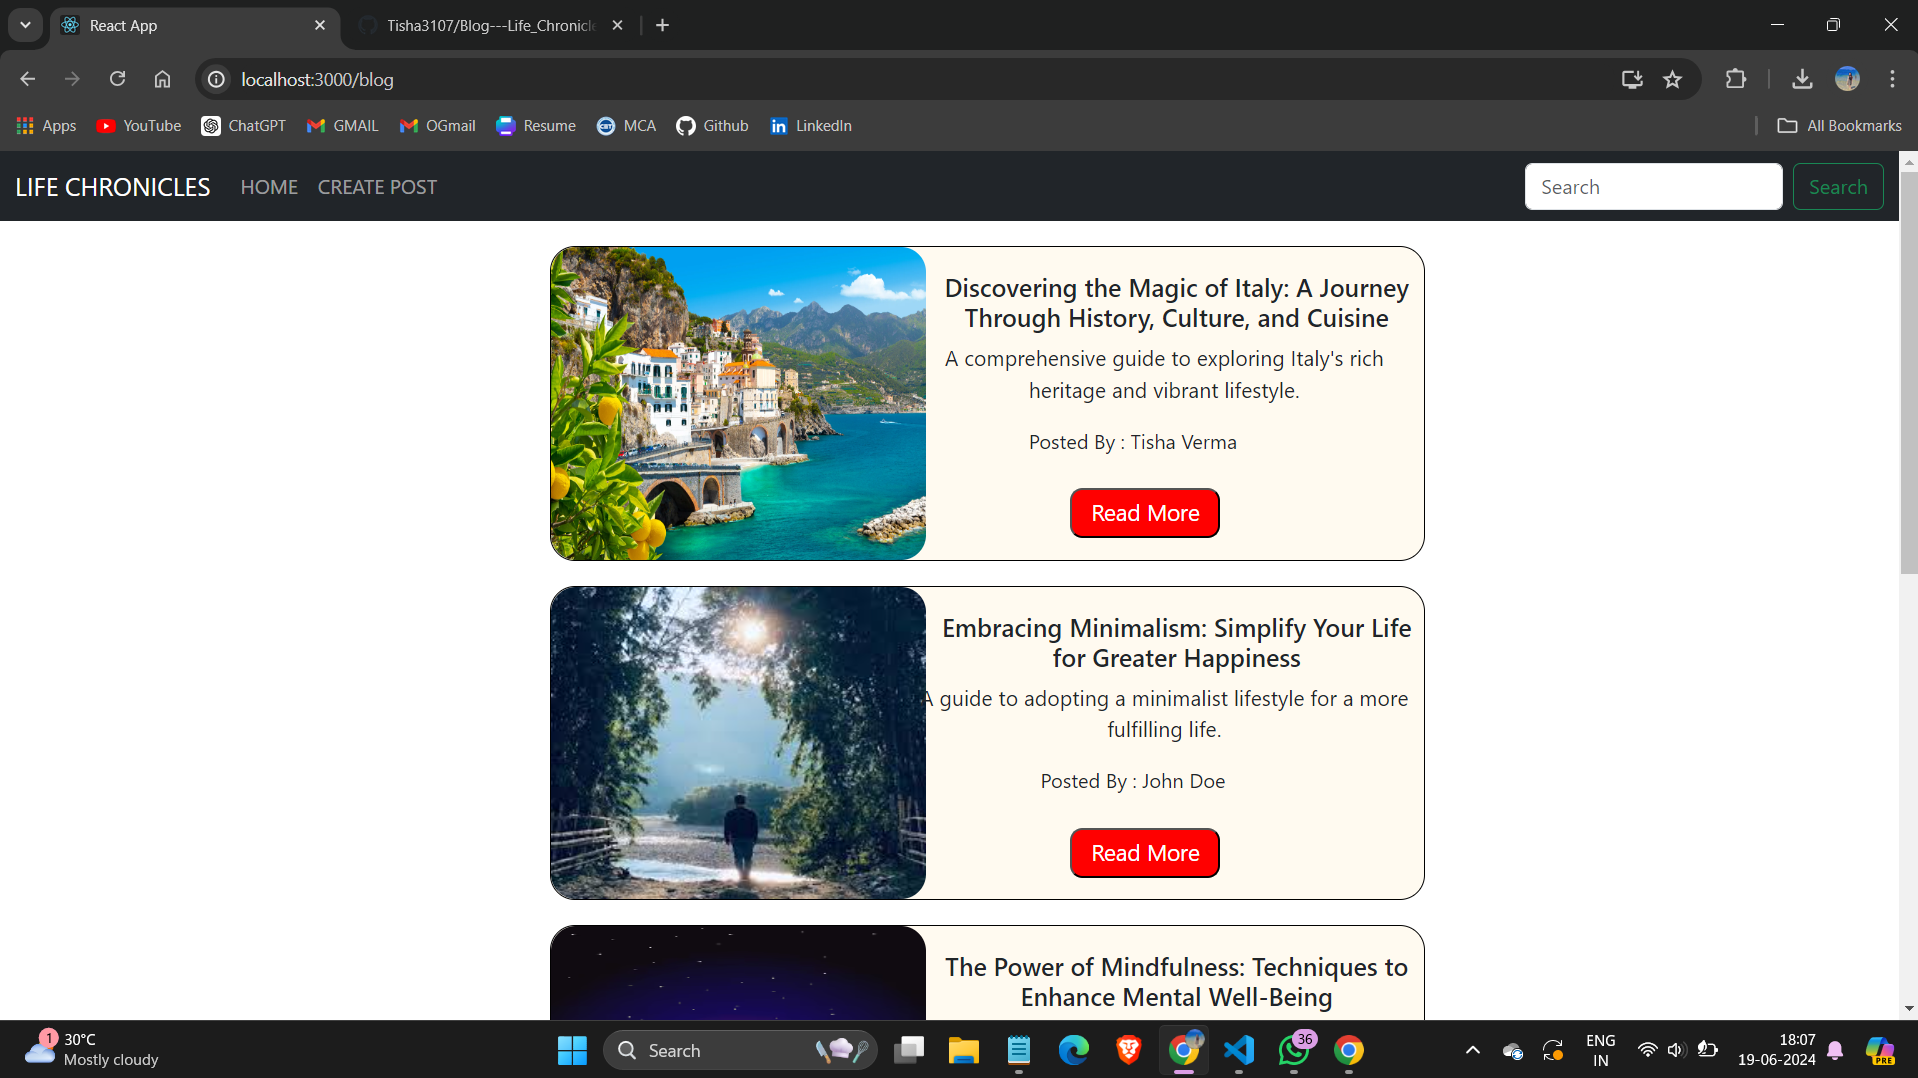 React App
Tisha3107/Blog---Life_Chronicle
localhost:3000/blog
Apps
YouTube
ChatGPT
GMAIL
OGmail
Resume
MCA
Github
LinkedIn
All Bookmarks
LIFE CHRONICLES
HOME
CREATE POST
Search
Search
Discovering the Magic of Italy: A Journey
Through History, Culture, and Cuisine
A comprehensive guide to exploring Italy's rich
heritage and vibrant lifestyle.
Posted By : Tisha Verma
Read More
Embracing Minimalism: Simplify Your Life
for Greater Happiness
A guide to adopting a minimalist lifestyle for a more
fulfilling life.
Posted By : John Doe
Read More
The Power of Mindfulness: Techniques to
Enhance Mental Well-Being
1
30°C
Mostly cloudy
Search
36
ENG
IN
18:07
19-06-2024
PRE